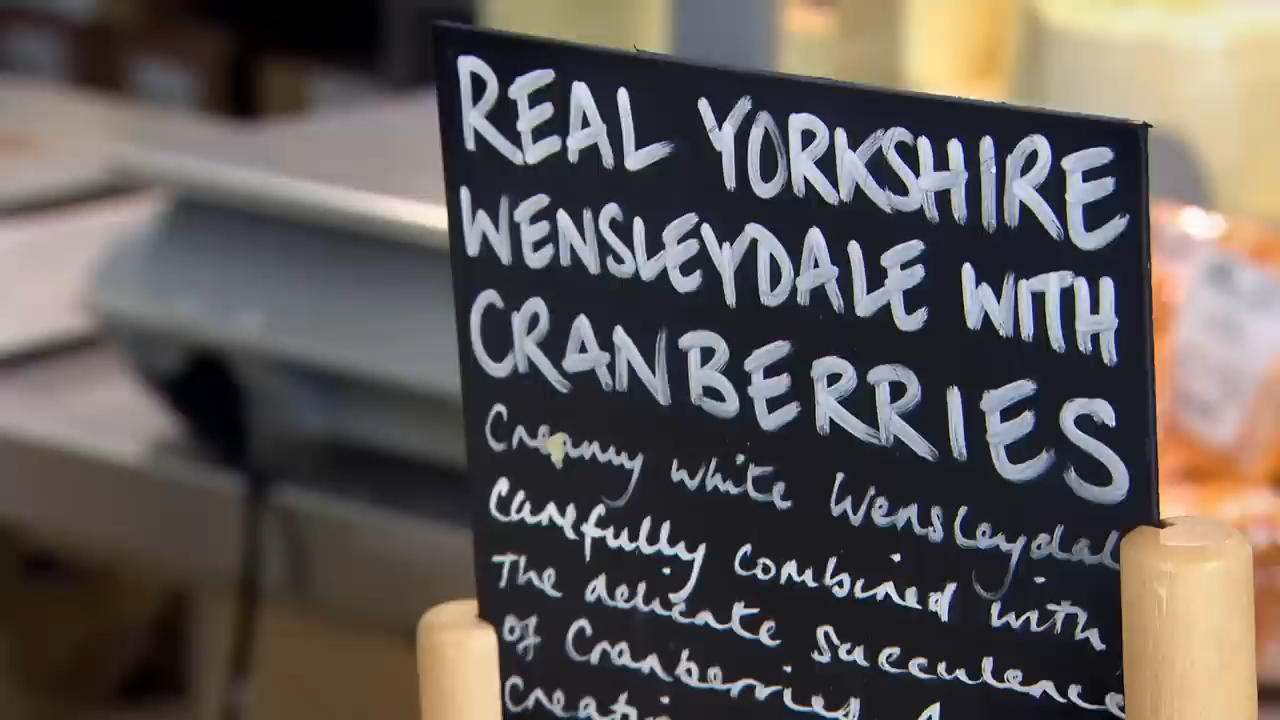 REAL YORKSHIRE
WENSLEYDALE WITH
CRANBERRIES
Creamy white Wensleydal
carefully combined with
The delicate succulence
of Cranberries